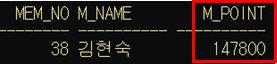 MEM_NO M_NAME M_POINT
---------- ---------- ----------
38 김현숙 147800